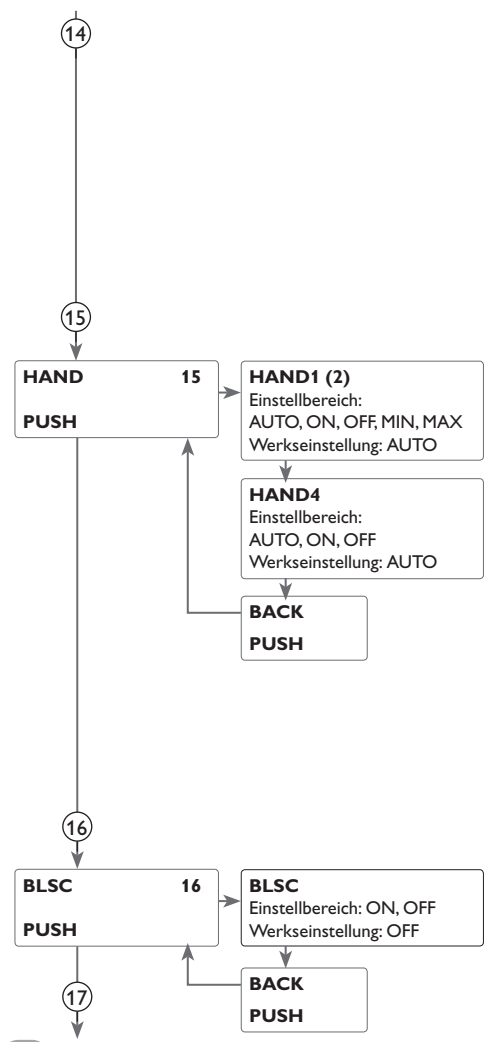 14
15
HAND 15
PUSH
HAND1 (2)
Einstellbereich:
AUTO, ON, OFF, MIN, MAX
Werkseinstellung: AUTO
HAND4
Einstellbereich:
AUTO, ON, OFF
Werkseinstellung: AUTO
BACK
PUSH
16
BLSC 16
PUSH
BLSC
Einstellbereich: ON, OFF
Werkseinstellung: OFF
BACK
PUSH
17